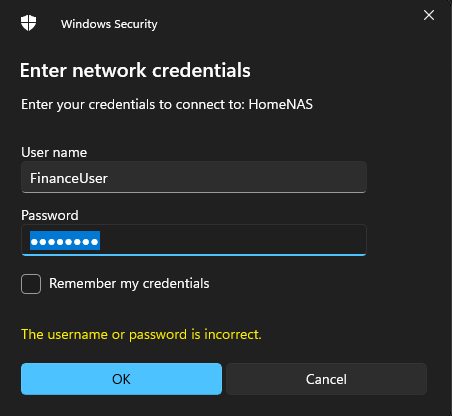 Windows Security
Enter network credentials
Enter your credentials to connect to: HomeNAS
User name
FinanceUser
Password
●●●●●●●●
Remember my credentials
The username or password is incorrect.
OK
Cancel